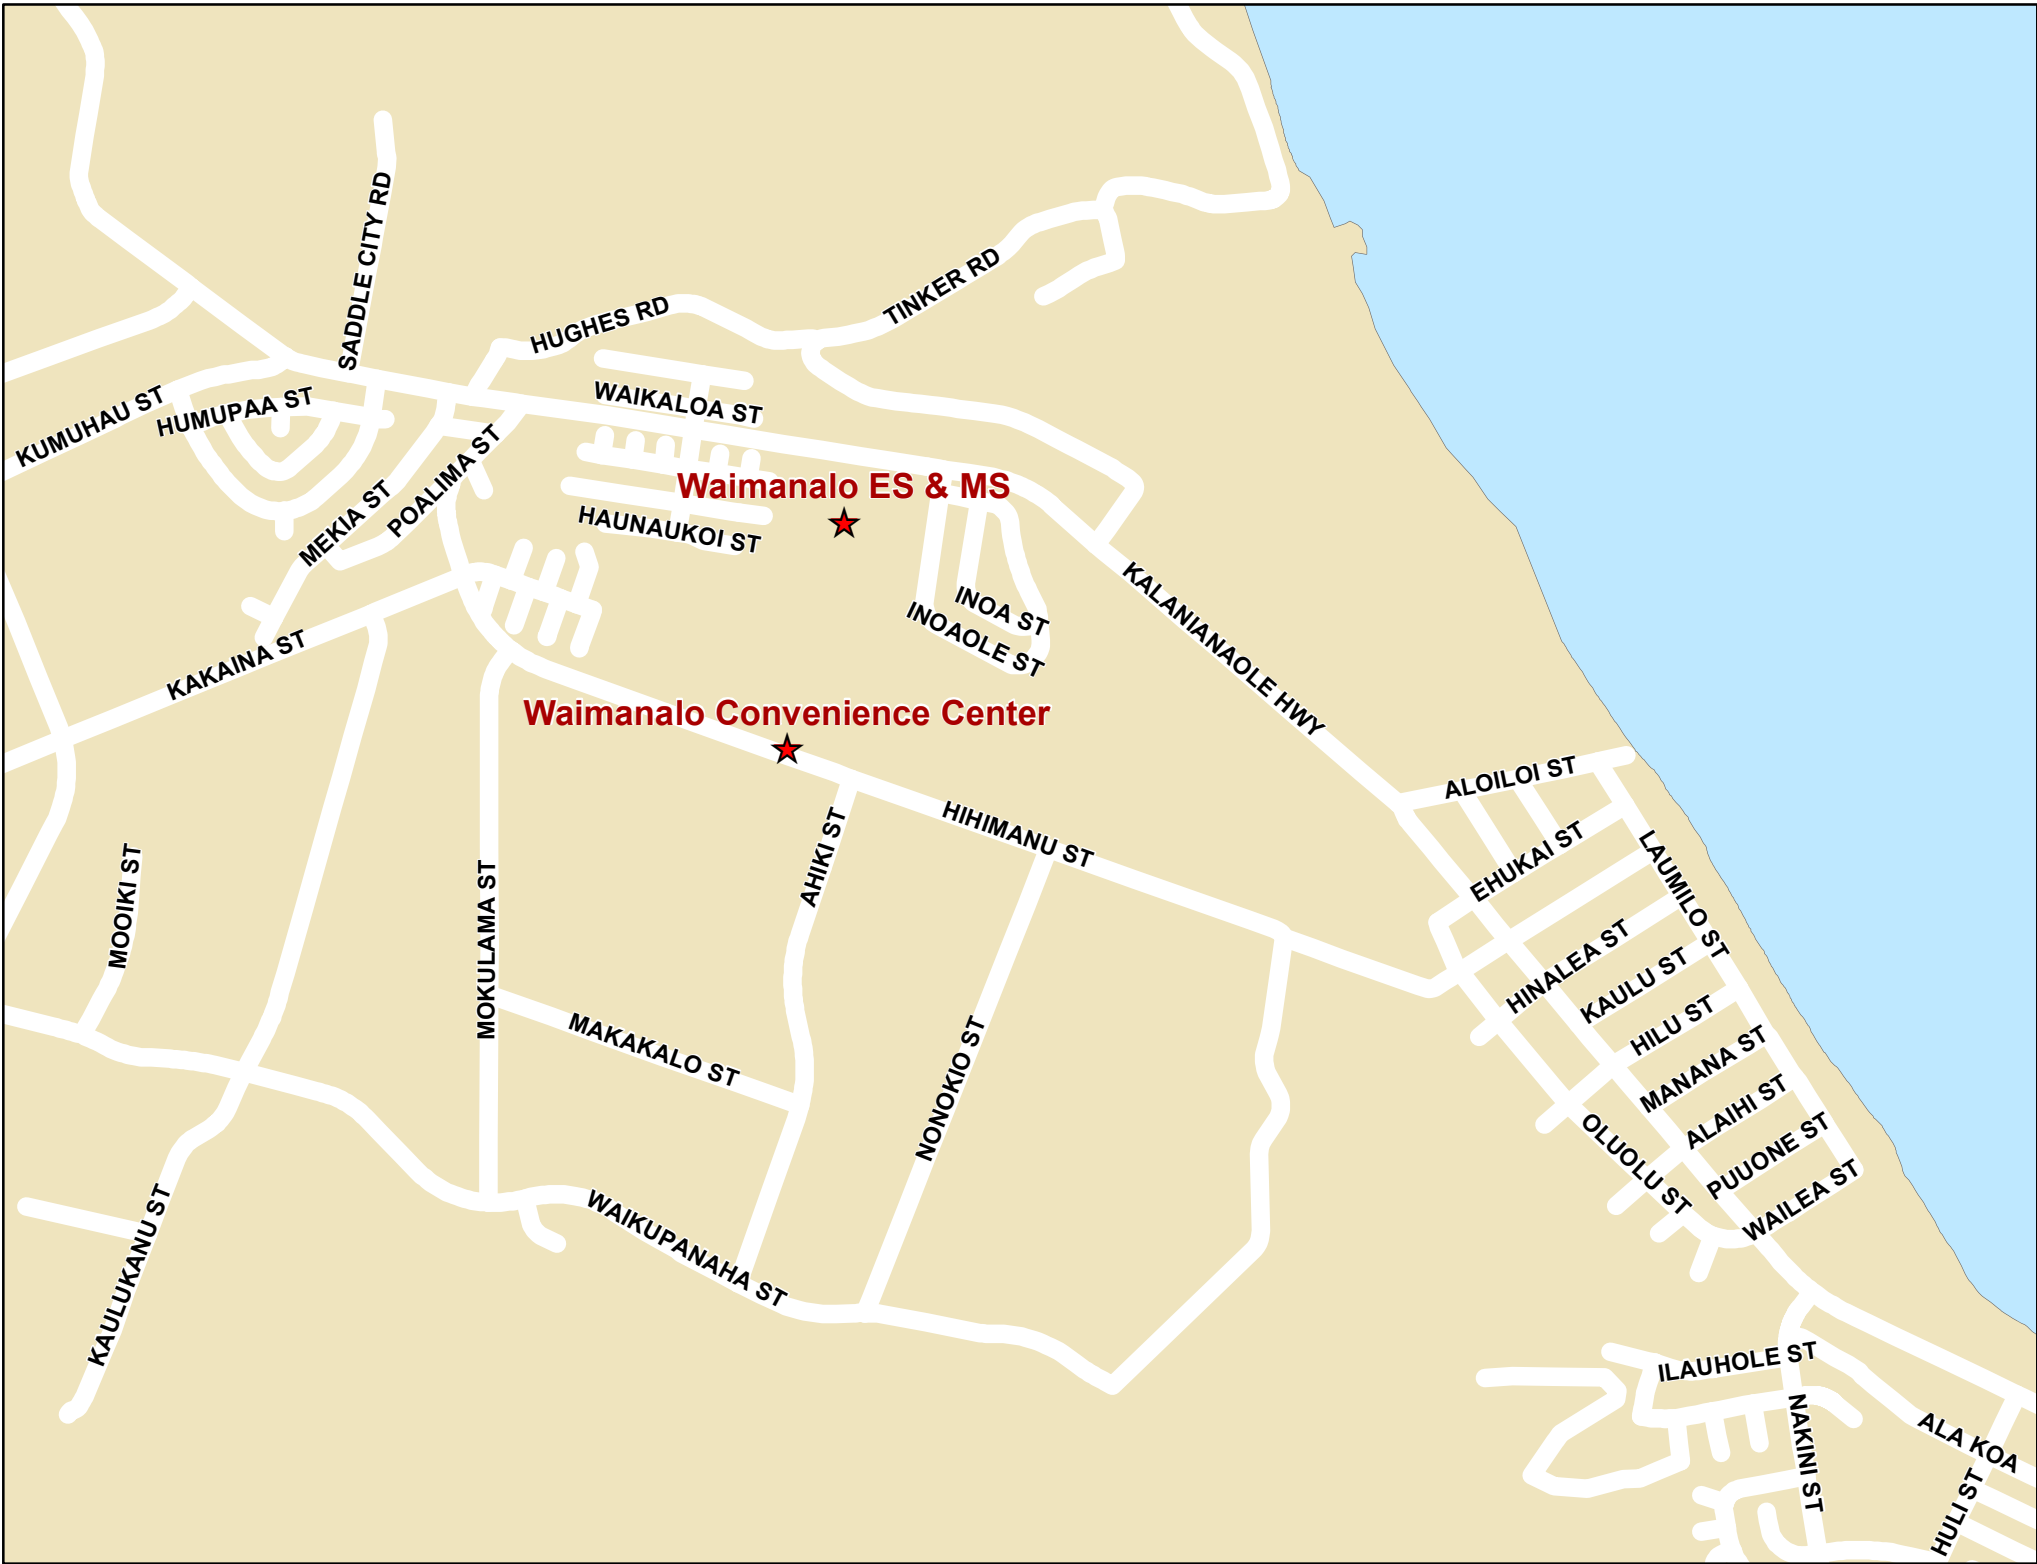 SADDLE CITY RD
TINKER RD
HUGHES RD
WAIKALOA ST
KUMUHAU ST
HUMUPAA ST
POALIMA ST
MEKIA ST
Waimanalo ES & MS
HAUNAUKOI ST
INOA ST
INOAOLE ST
KALANIANAOLE HWY
KAKAINA ST
Waimanalo Convenience Center
ALOILOI ST
HIHIMANU ST
AHIKI ST
EHUKAI ST
LAUMILO ST
MOOIKI ST
MOKULAMA ST
HINALEA ST
KAULU ST
HILU ST
MAKAKALO ST
NONOKIO ST
MANANA ST
ALAIHI ST
OLUOLU ST
PUUONE ST
WAILEA ST
WAIKUPANAHA ST
KAULUKANU ST
ILAUHOLE ST
NAKINI ST
ALA KOA
HULI ST